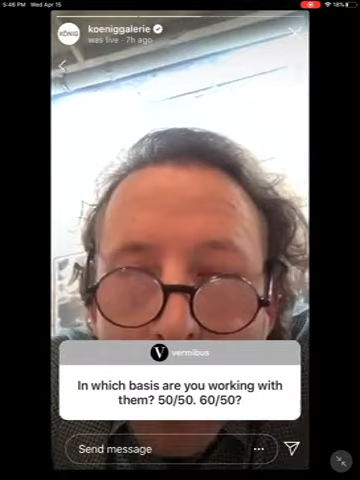 5:46 PM Wed Apr 15
18%
KÖNIG
koeniggalerie
was live · 7h ago
V vermibus
In which basis are you working with
them? 50/50. 60/50?
Send message